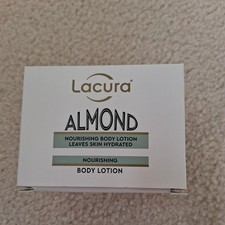 Lacura
ALMOND
NOURISHING BODY LOTION
LEAVES SKIN HYDRATED
NOURISHING
BODY LOTION